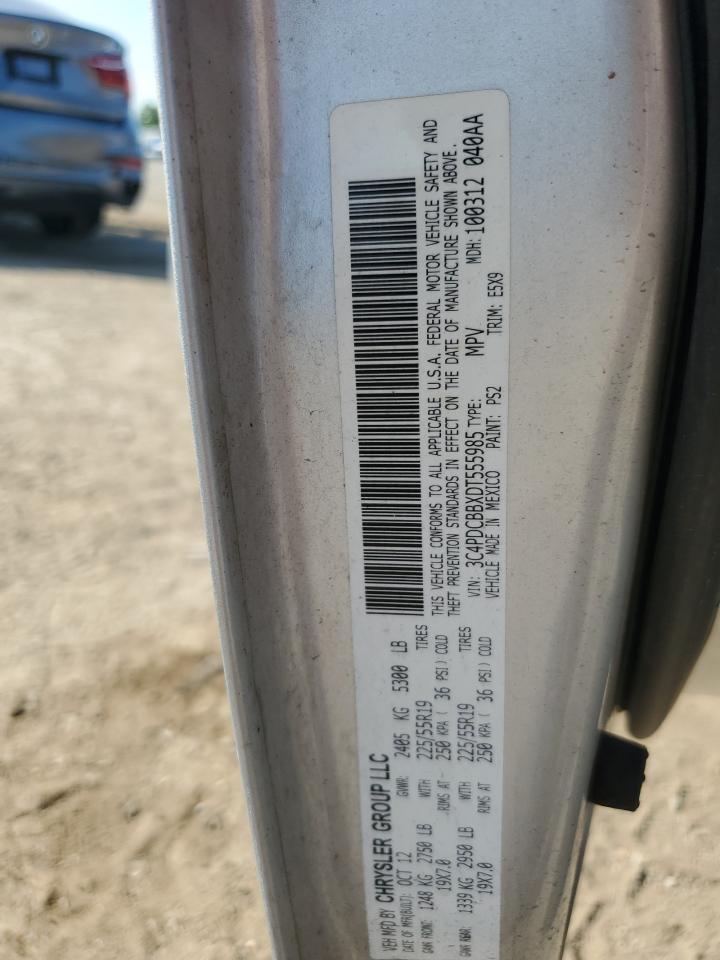 VEH MFD BY CHRYSLER GROUP LLC
DATE OF MFR(BUILT): OCT 12 GVWR: 2405 KG 5300 LB
GAWR FRONT: 1248 KG 2750 LB WITH 225/55R19 TIRES
19X7.0 RIMS AT 250 KPA ( 36 PSI) COLD
GAWR REAR: 1339 KG 2950 LB WITH 225/55R19 TIRES
19X7.0 RIMS AT 250 KPA ( 36 PSI) COLD
THIS VEHICLE CONFORMS TO ALL APPLICABLE U.S.A. FEDERAL MOTOR VEHICLE SAFETY AND
THEFT PREVENTION STANDARDS IN EFFECT ON THE DATE OF MANUFACTURE SHOWN ABOVE.
VIN: 3C4PDCBBXDT555985 TYPE: MPV MDH: 100312 040AA
VEHICLE MADE IN MEXICO PAINT: PS2 TRIM: E5X9